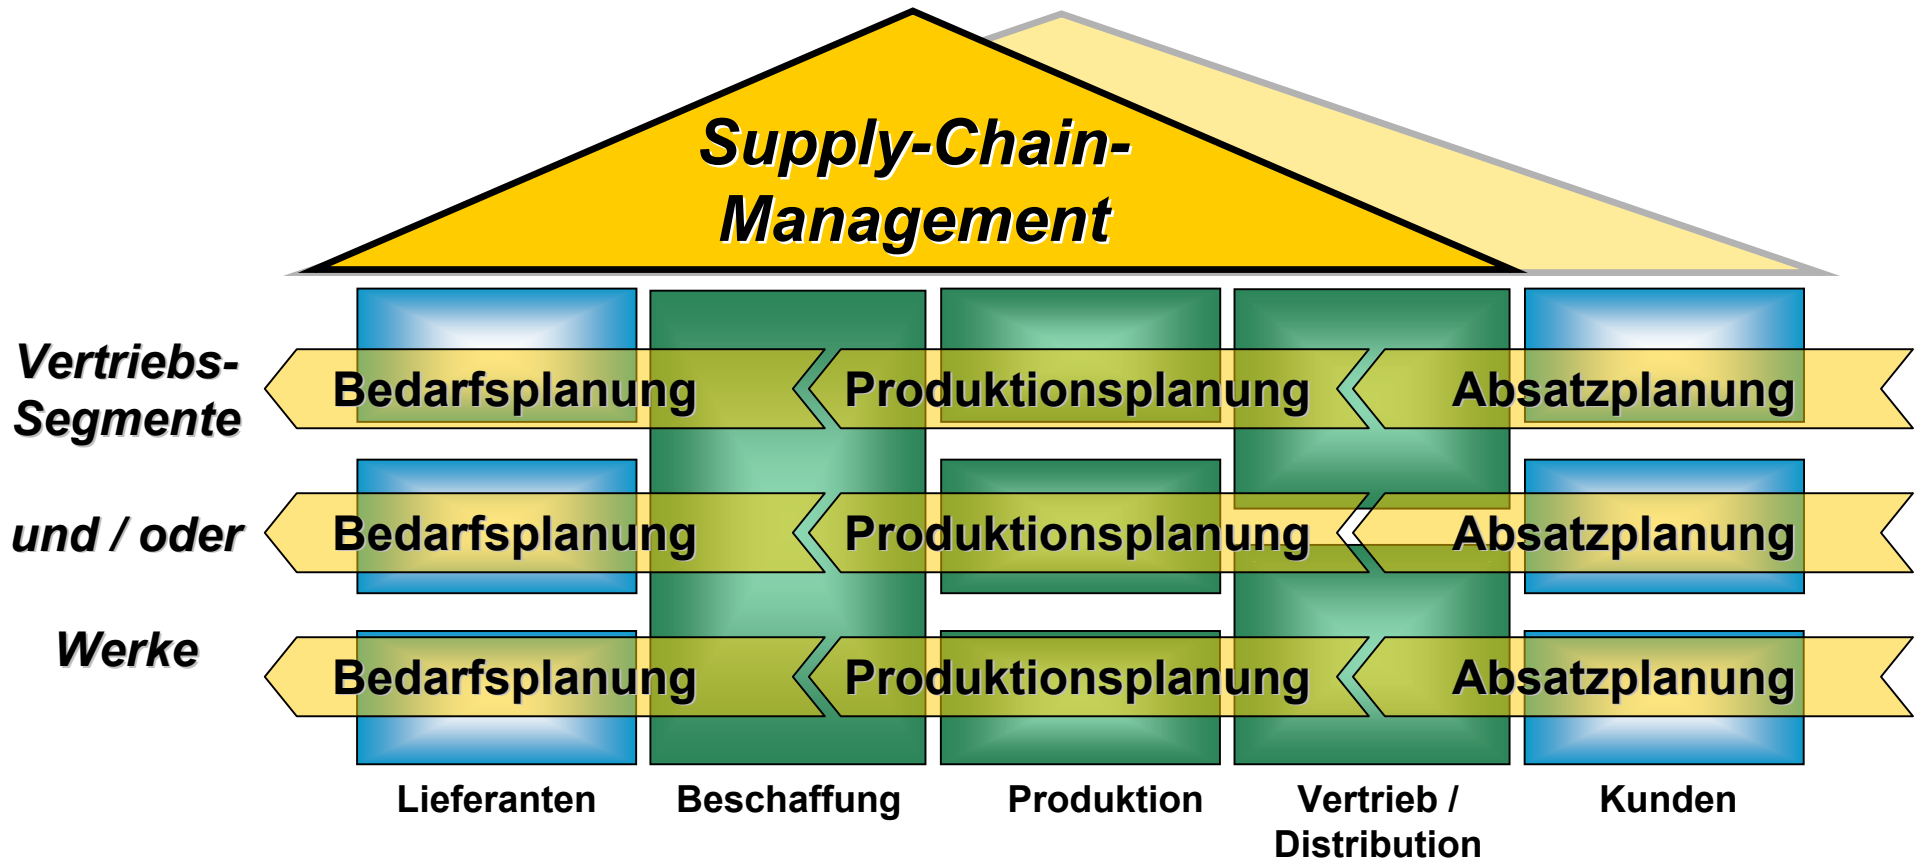 Supply-Chain-
Management
Vertriebs-
Segmente
Bedarfsplanung
Produktionsplanung
Absatzplanung
und / oder
Bedarfsplanung
Produktionsplanung
Absatzplanung
Werke
Bedarfsplanung
Produktionsplanung
Absatzplanung
Lieferanten
Beschaffung
Produktion
Vertrieb /
Distribution
Kunden